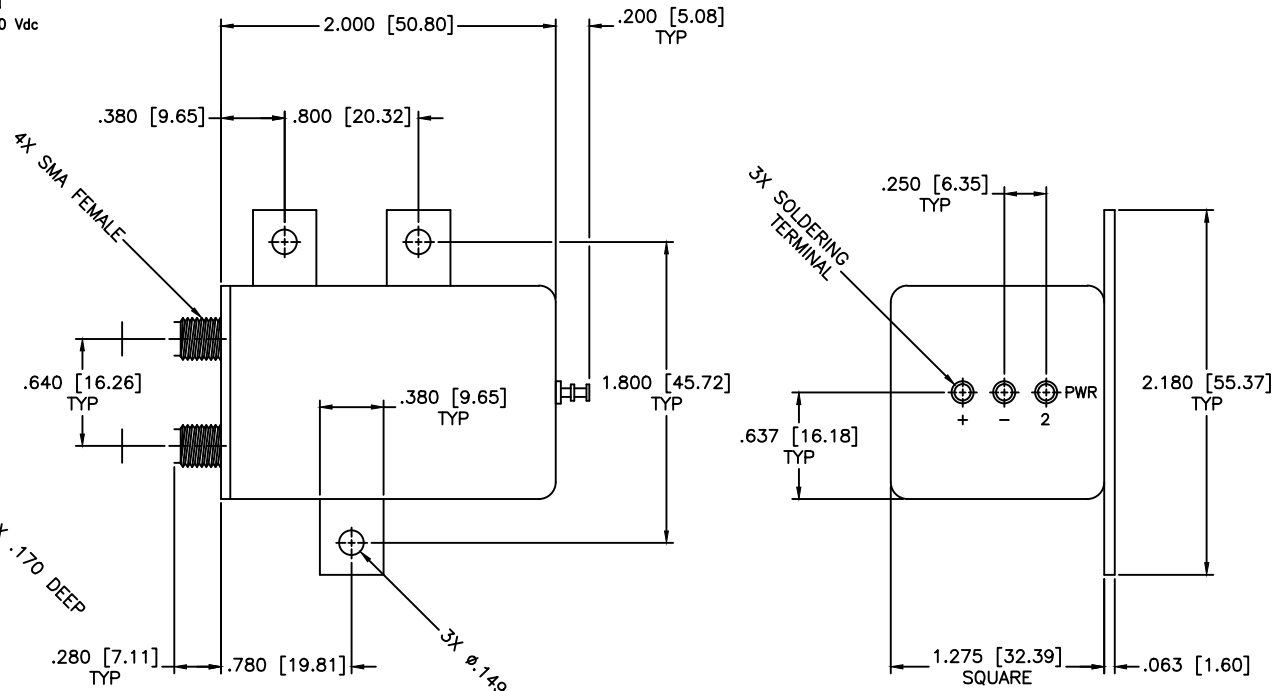 0 Vdc
2.000 [50.80]
.200 [5.08]
TYP
.380 [9.65]
.800 [20.32]
4X SMA FEMALE
.640 [16.26]
TYP
.380 [9.65]
TYP
1.800 [45.72]
TYP
.170 DEEP
.280 [7.11]
TYP
.780 [19.81]
3X ø.149
3X SOLDERING
TERMINAL
.250 [6.35]
TYP
PWR
+ - 2
.637 [16.18]
TYP
2.180 [55.37]
TYP
1.275 [32.39]
SQUARE
.063 [1.60]